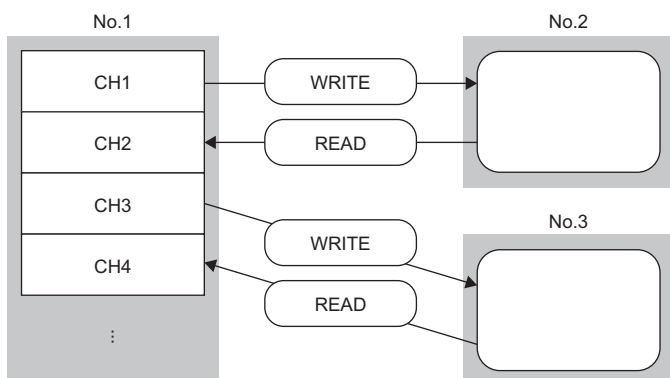 No.1
No.2
CH1
WRITE
CH2
READ
CH3
No.3
WRITE
CH4
READ
⋮